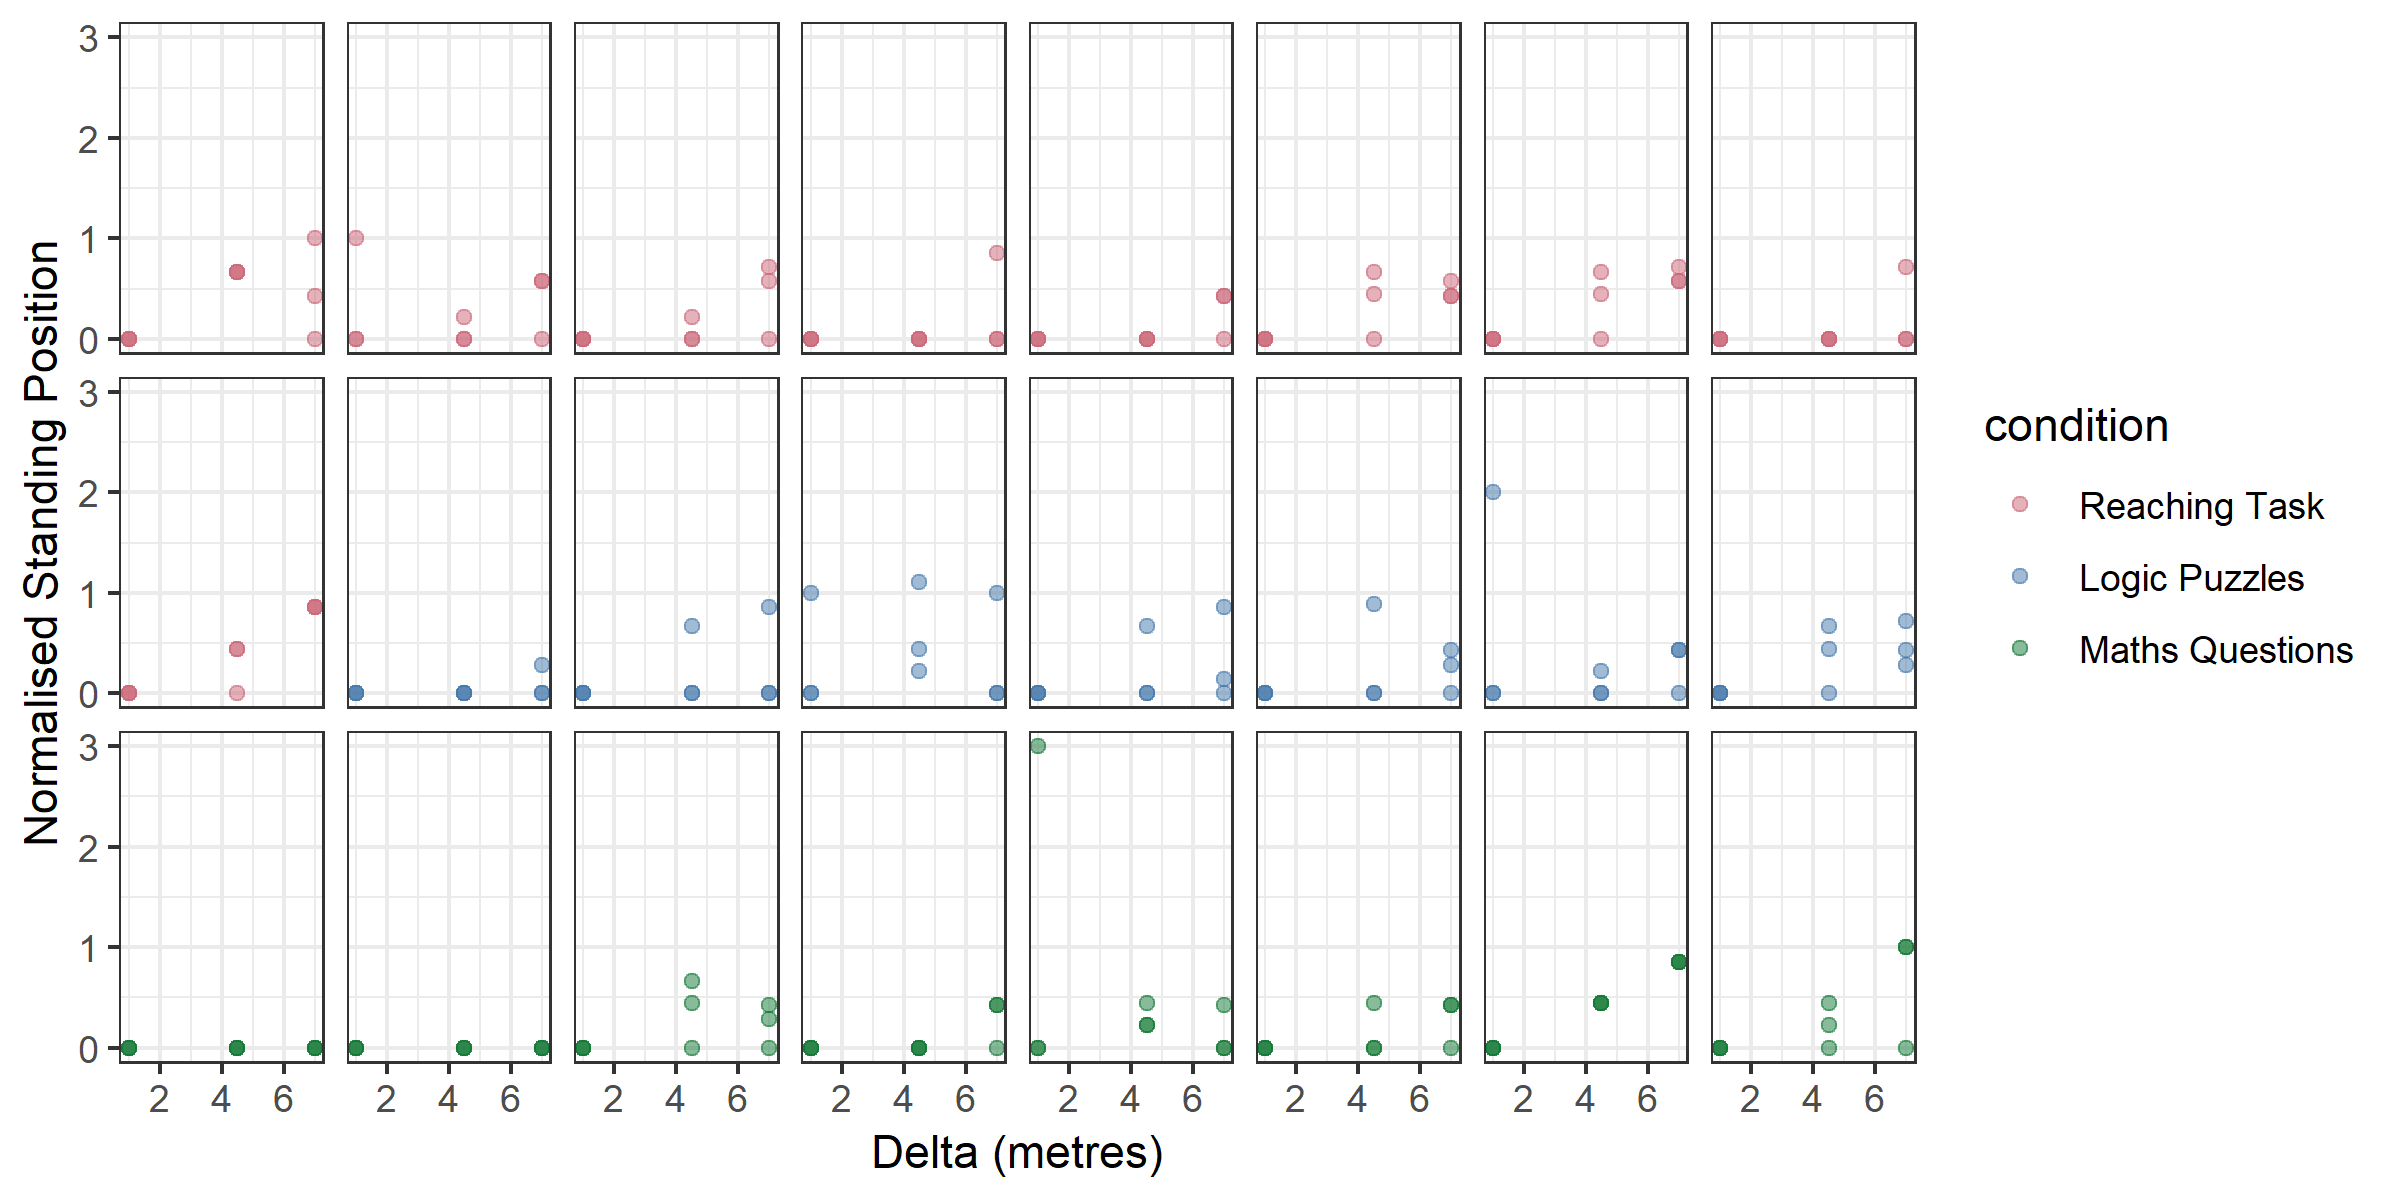 Normalised Standing Position
3
2
1
0
3
2
1
0
3
2
1
0
2 4 6 2 4 6 2 4 6 2 4 6 2 4 6 2 4 6 2 4 6 2 4 6
Delta (metres)
condition
Reaching Task
Logic Puzzles
Maths Questions